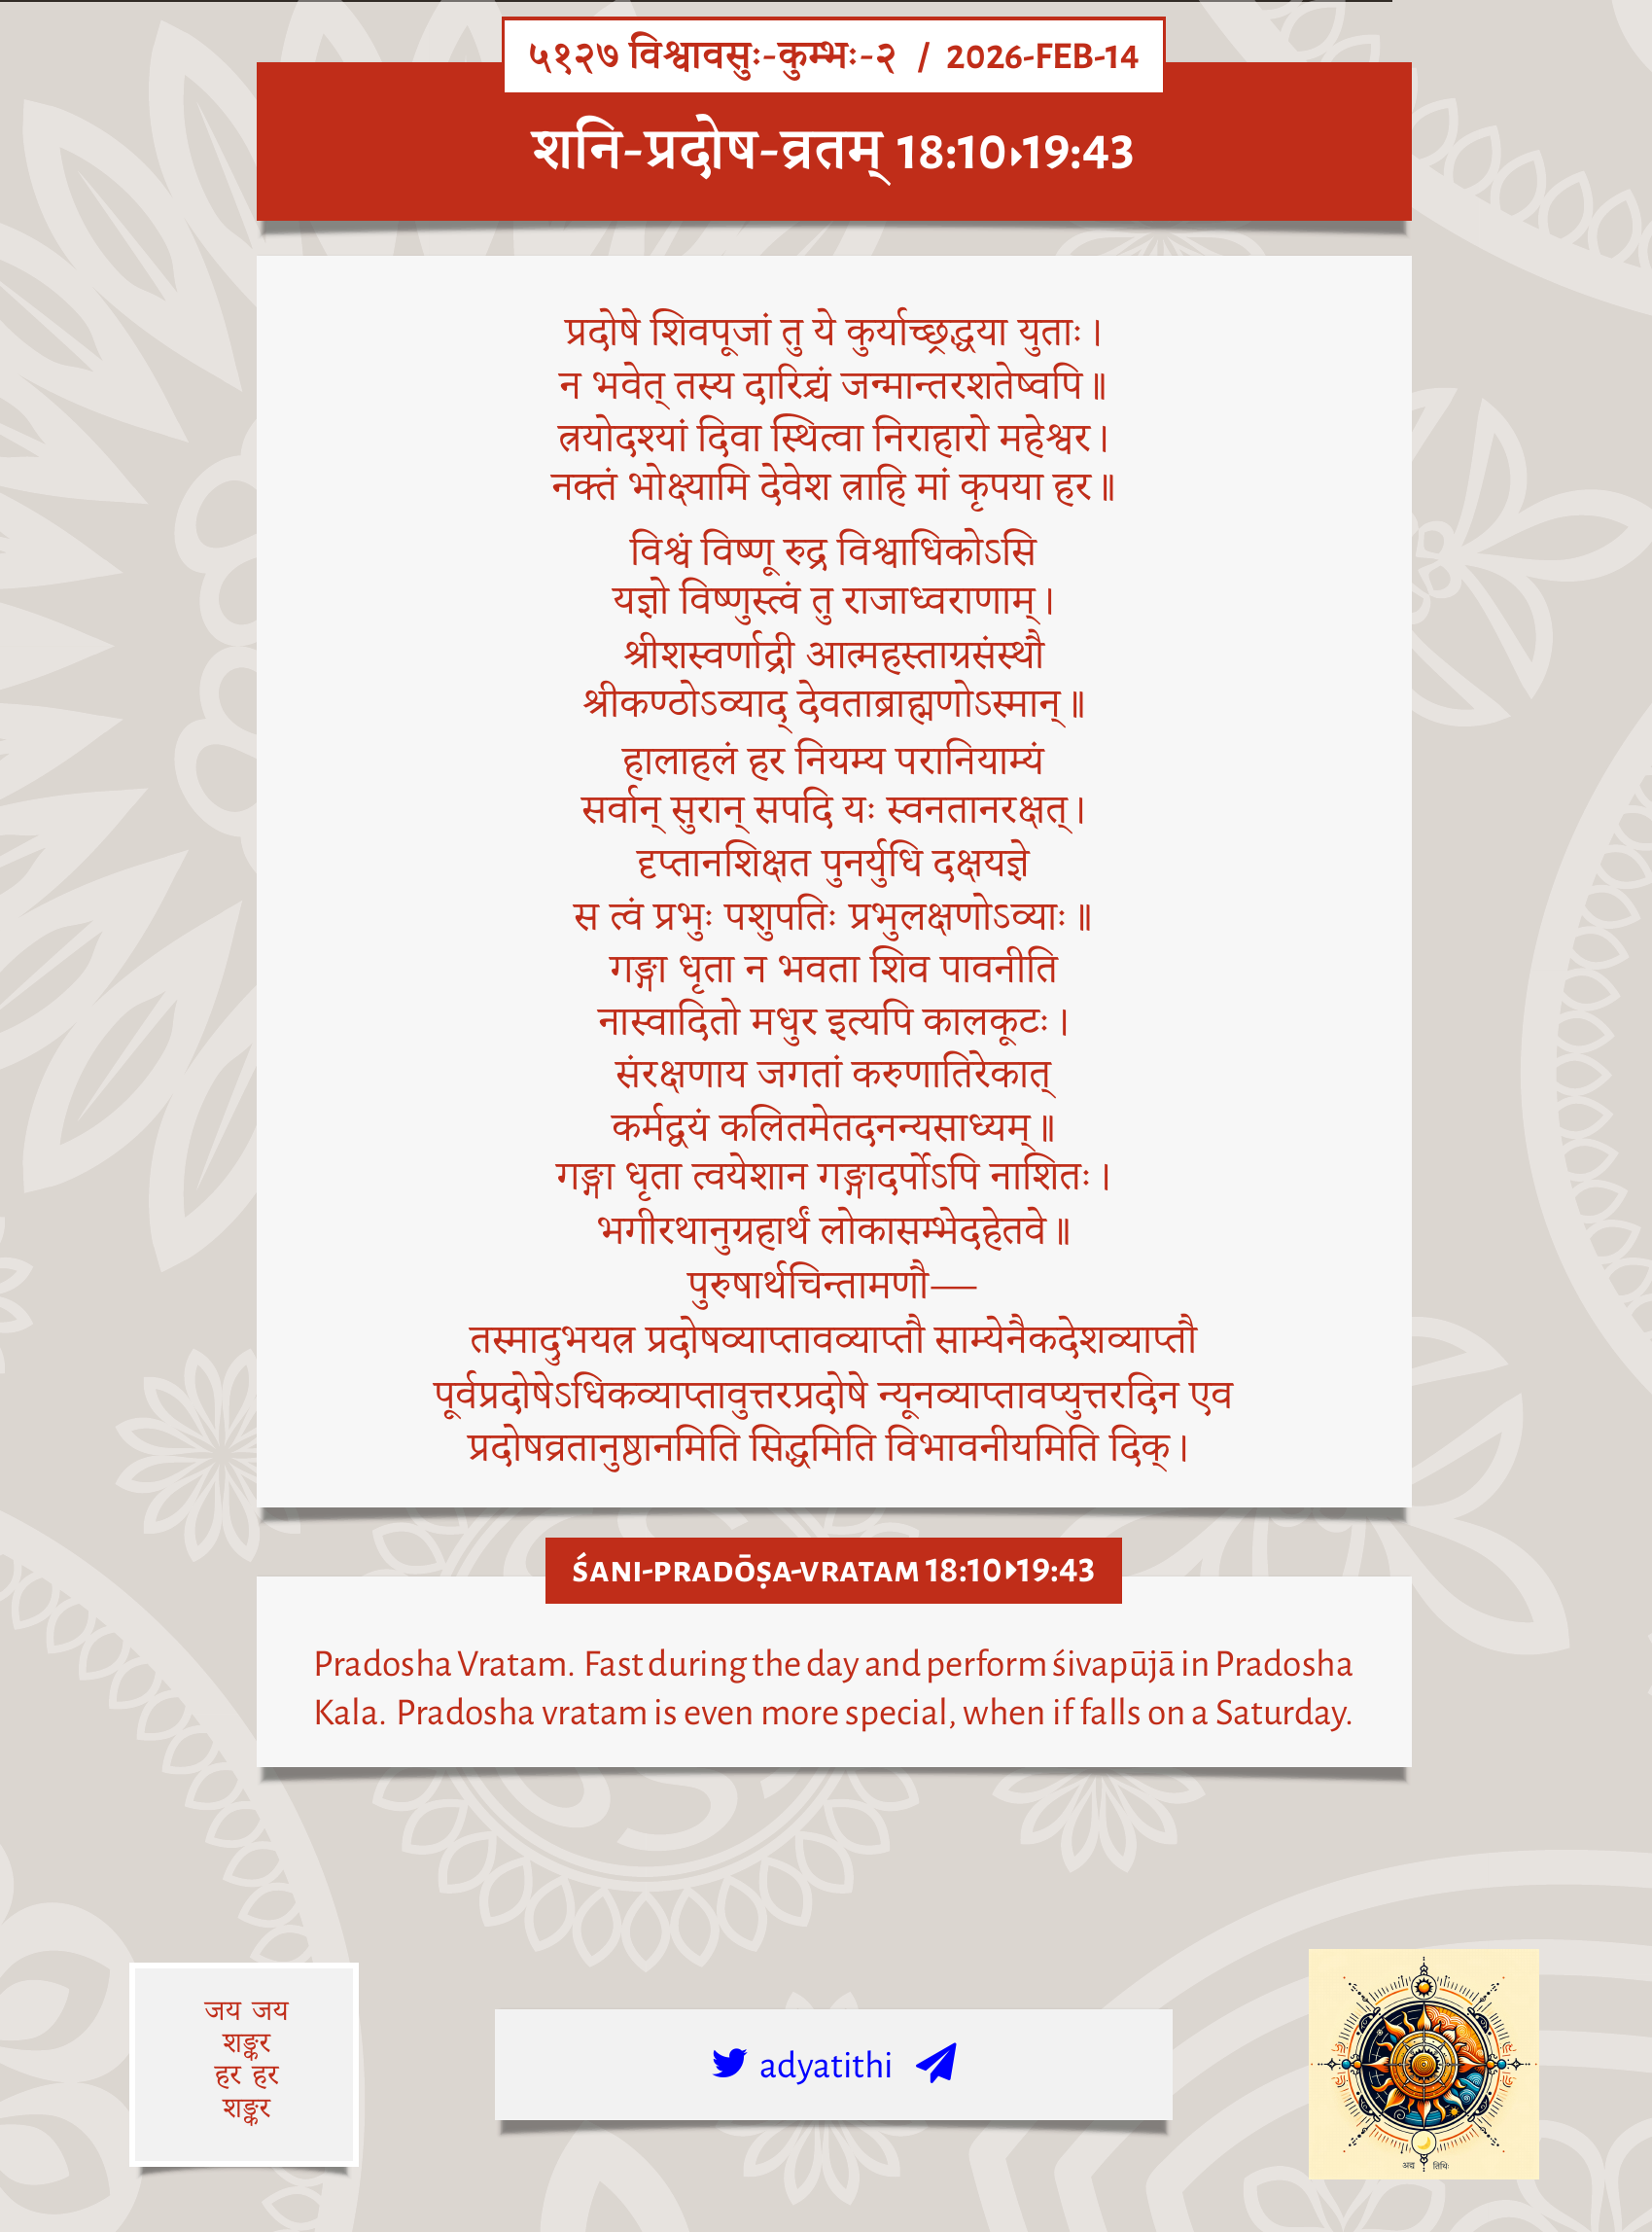 ५१२७ विश्वावसुः-कुम्भः-२ / 2026-FEB-14
शनि-प्रदोष-व्रतम् 18:10▸19:43
प्रदोषे शिवपूजां तु ये कुर्याच्छ्रद्धया युताः।
न भवेत् तस्य दारिद्र्यं जन्मान्तरशतेष्वपि॥
त्रयोदश्यां दिवा स्थित्वा निराहारो महेश्वर।
नक्तं भोक्ष्यामि देवेश त्राहि मां कृपया हर॥
विश्वं विष्णू रुद्र विश्वाधिकोऽसि
यज्ञो विष्णुस्त्वं तु राजाध्वराणाम्।
श्रीशस्वर्णाद्री आत्महस्ताग्रसंस्थौ
श्रीकण्ठोऽव्याद् देवताब्राह्मणोऽस्मान्॥
हालाहलं हर नियम्य परानियाम्यं
सर्वान् सुरान् सपदि यः स्वनतानरक्षत्।
दृप्तानशिक्षत पुनर्युधि दक्षयज्ञे
स त्वं प्रभुः पशुपतिः प्रभुलक्षणोऽव्याः॥
गङ्गा धृता न भवता शिव पावनीति
नास्वादितो मधुर इत्यपि कालकूटः।
संरक्षणाय जगतां करुणातिरेकात्
कर्मद्वयं कलितमेतदनन्यसाध्यम्॥
गङ्गा धृता त्वयेशान गङ्गादर्पोऽपि नाशितः।
भगीरथानुग्रहार्थं लोकासम्भेदहेतवे॥
पुरुषार्थचिन्तामणौ—
तस्मादुभयत्र प्रदोषव्याप्तावव्याप्तौ साम्येनैकदेशव्याप्तौ
पूर्वप्रदोषेऽधिकव्याप्तावुत्तरप्रदोषे न्यूनव्याप्तावप्युत्तरदिन एव
प्रदोषव्रतानुष्ठानमिति सिद्धमिति विभावनीयमिति दिक्।
ŚANI-PRADŌṢA-VRATAM 18:10▸19:43
Pradosha Vratam. Fast during the day and perform śivapūjā in Pradosha
Kala. Pradosha vratam is even more special, when if falls on a Saturday.
जय जय
शङ्कर
हर हर
शङ्कर
adyatithi
अद्य तिथिः